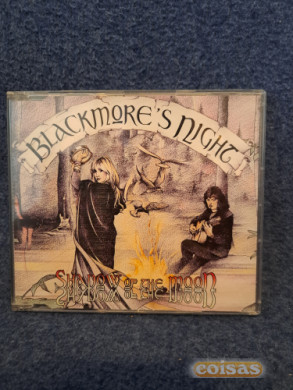 BLACKMORE'S NIGHT
SHADOW OF THE MOON
coisas